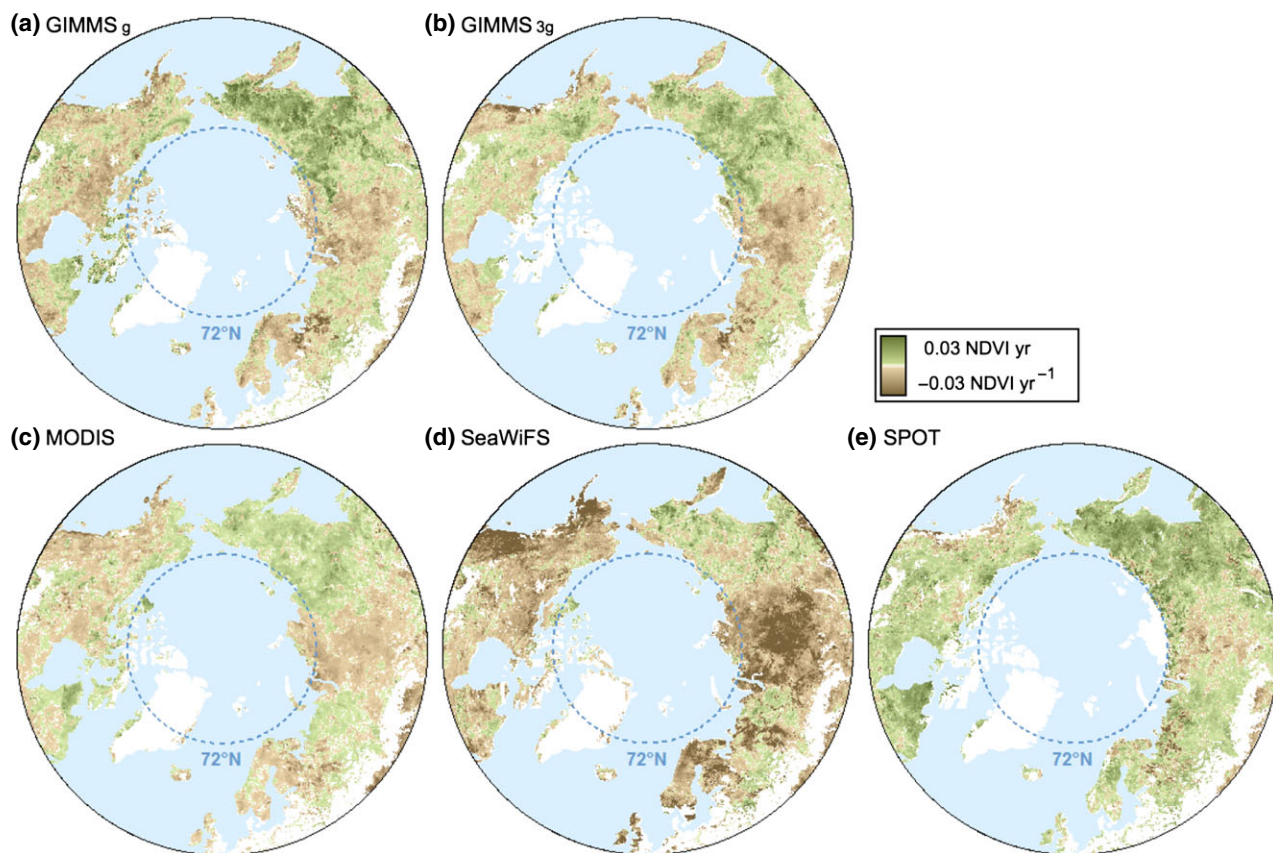 (a) GIMMS g
(b) GIMMS 3g
72°N
72°N
0.03 NDVI yr
−0.03 NDVI yr−1
(c) MODIS
(d) SeaWiFS
(e) SPOT
72°N
72°N
72°N